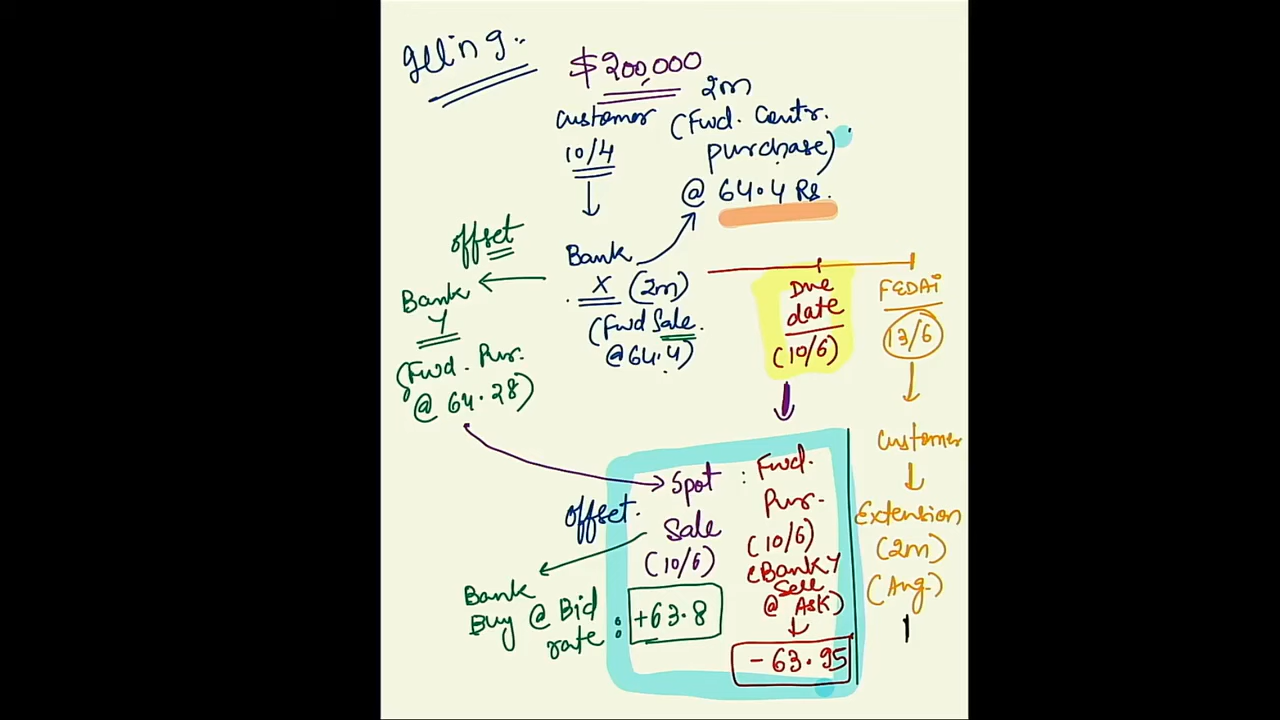 $200,000
2m
customer
(Fwd. Contr.
10/4
purchase)
@ 64.4 Rs.
offset
Bank
X (2m)
(Fwd Sale.
@64.4)
Bank
Y
(Fwd. Pur.
@ 64.28)
Due
date
(10/6)
FEDAi
13/6
Customer
Extension
(2m)
(Aug.)
Spot : Fwd.
Sale Pur.
(10/6) (10/6)
(Bank Y
Sell
@ ASK)
+63.8
- 63.95
offset.
Bank
Buy @ Bid
rate :